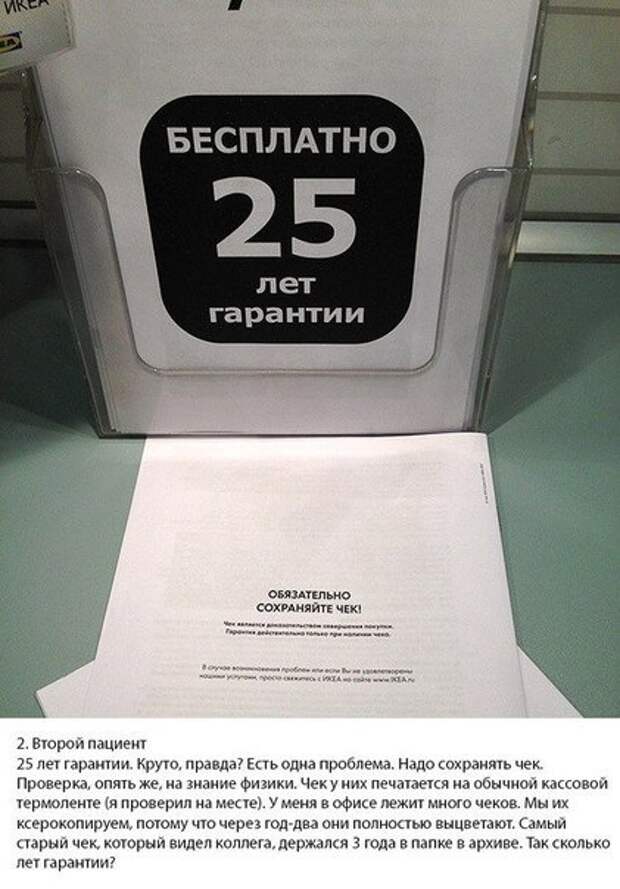 ИКЕА
БЕСПЛАТНО
25
лет
гарантии
ОБЯЗАТЕЛЬНО
СОХРАНЯЙТЕ ЧЕК!
Чек является доказательством совершения покупки.
Гарантия действительна только при наличии чека.
В случае возникновения проблем или если Вы не удовлетворены
нашими услугами, просто свяжитесь с ИКЕА на сайте www.IKEA.ru
2. Второй пациент
25 лет гарантии. Круто, правда? Есть одна проблема. Надо сохранять чек.
Проверка, опять же, на знание физики. Чек у них печатается на обычной кассовой
термоленте (я проверил на месте). У меня в офисе лежит много чеков. Мы их
ксерокопируем, потому что через год-два они полностью выцветают. Самый
старый чек, который видел коллега, держался 3 года в папке в архиве. Так сколько
лет гарантии?